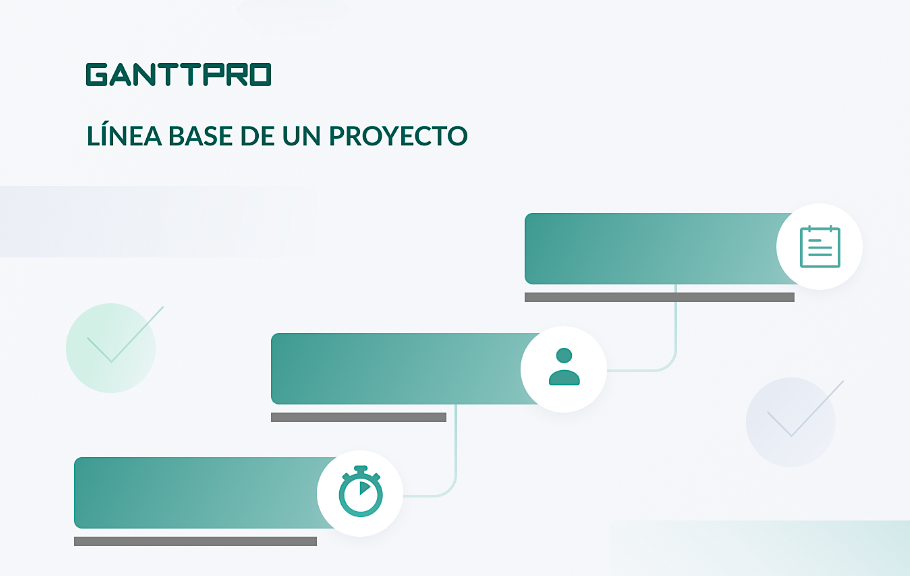 GANTTPRO
LÍNEA BASE DE UN PROYECTO